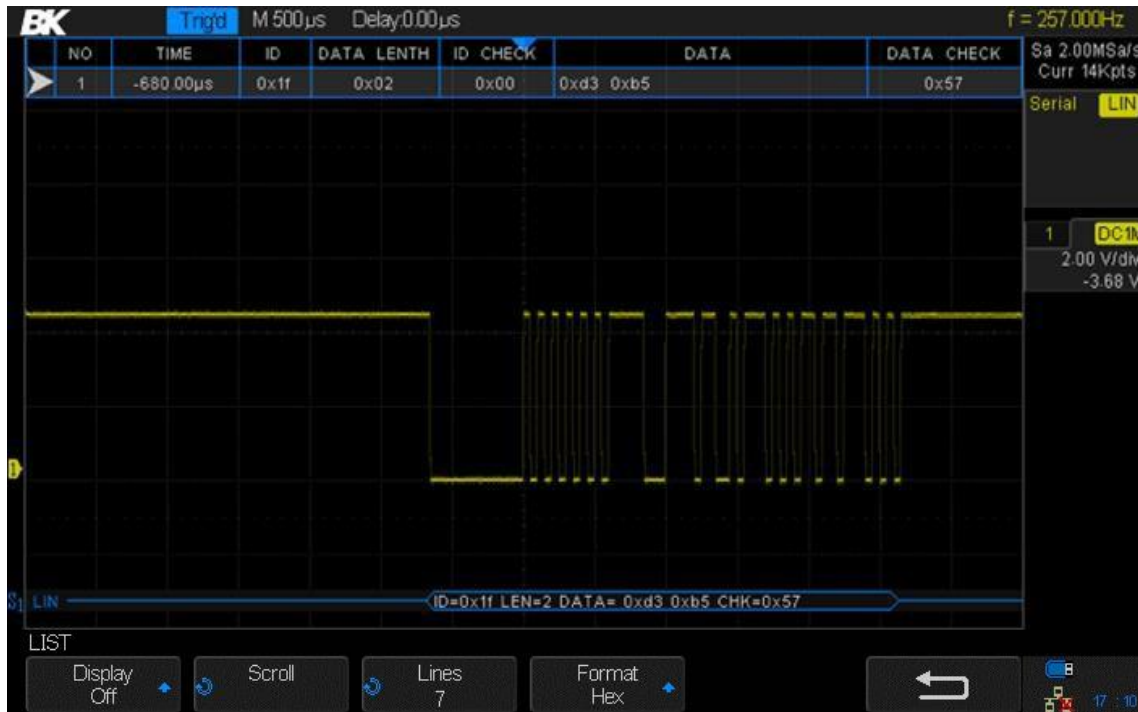 BK Trig'd M 500µs Delay:0.00µs f = 257.000Hz
NO TIME ID DATA LENTH ID CHECK DATA DATA CHECK
1 -680.00µs 0x1f 0x02 0x00 0xd3 0xb5 0x57
Sa 2.00MSa/s
Curr 14Kpts
Serial LIN
1 DC1M
2.00 V/div
-3.68 V
S1 LIN ID=0x1f LEN=2 DATA= 0xd3 0xb5 CHK=0x57
LIST
Display
Off
Scroll
Lines
7
Format
Hex
17 : 10